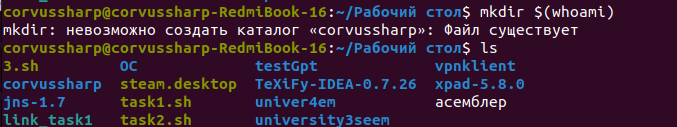 corvussharp@corvussharp-RedmiBook-16:~/Рабочий стол$ mkdir $(whoami)
mkdir: невозможно создать каталог «corvussharp»: Файл существует
corvussharp@corvussharp-RedmiBook-16:~/Рабочий стол$ ls
3.sh OC testGpt vpnklient
corvussharp steam.desktop TeXiFy-IDEA-0.7.26 xpad-5.8.0
jns-1.7 task1.sh univer4em асемблер
link_task1 task2.sh university3seem